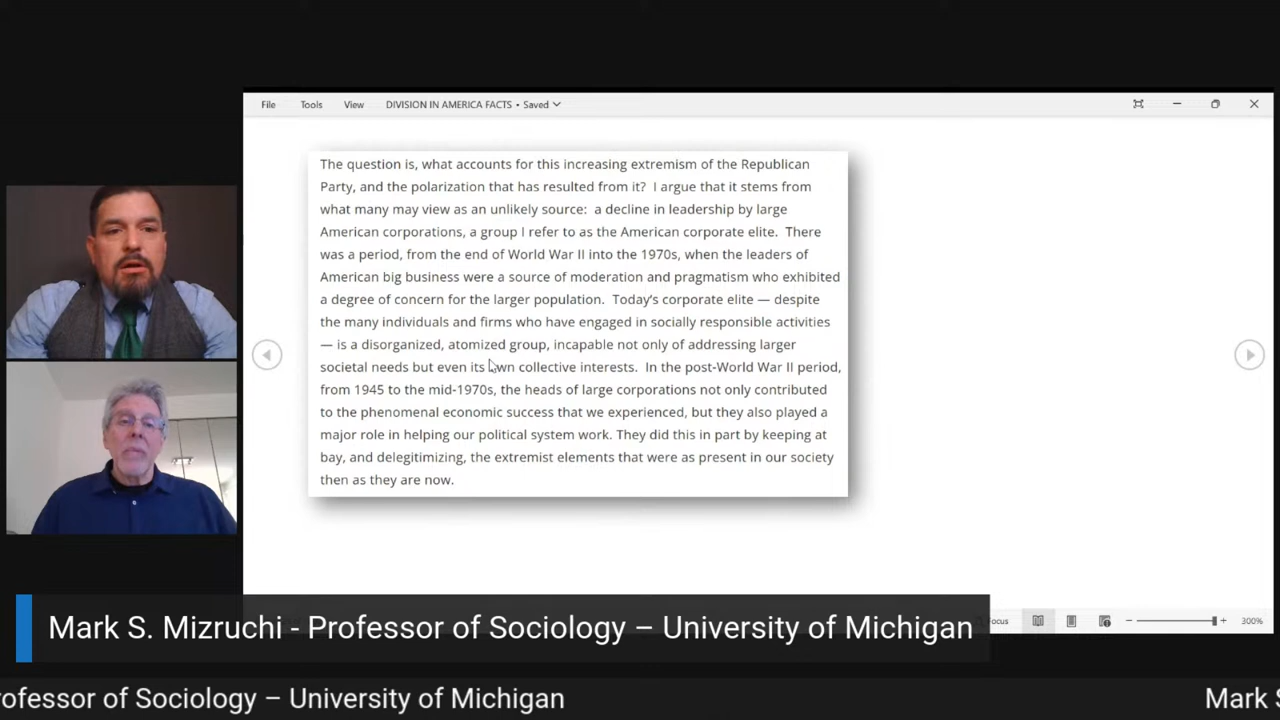 File Tools View DIVISION IN AMERICA FACTS • Saved
The question is, what accounts for this increasing extremism of the Republican
Party, and the polarization that has resulted from it?  I argue that it stems from
what many may view as an unlikely source:  a decline in leadership by large
American corporations, a group I refer to as the American corporate elite.  There
was a period, from the end of World War II into the 1970s, when the leaders of
American big business were a source of moderation and pragmatism who exhibited
a degree of concern for the larger population.  Today’s corporate elite — despite
the many individuals and firms who have engaged in socially responsible activities
— is a disorganized, atomized group, incapable not only of addressing larger
societal needs but even its own collective interests.  In the post-World War II period,
from 1945 to the mid-1970s, the heads of large corporations not only contributed
to the phenomenal economic success that we experienced, but they also played a
major role in helping our political system work. They did this in part by keeping at
bay, and delegitimizing, the extremist elements that were as present in our society
then as they are now.
300%
Mark S. Mizruchi - Professor of Sociology – University of Michigan
rofessor of Sociology – University of Michigan
Mark S